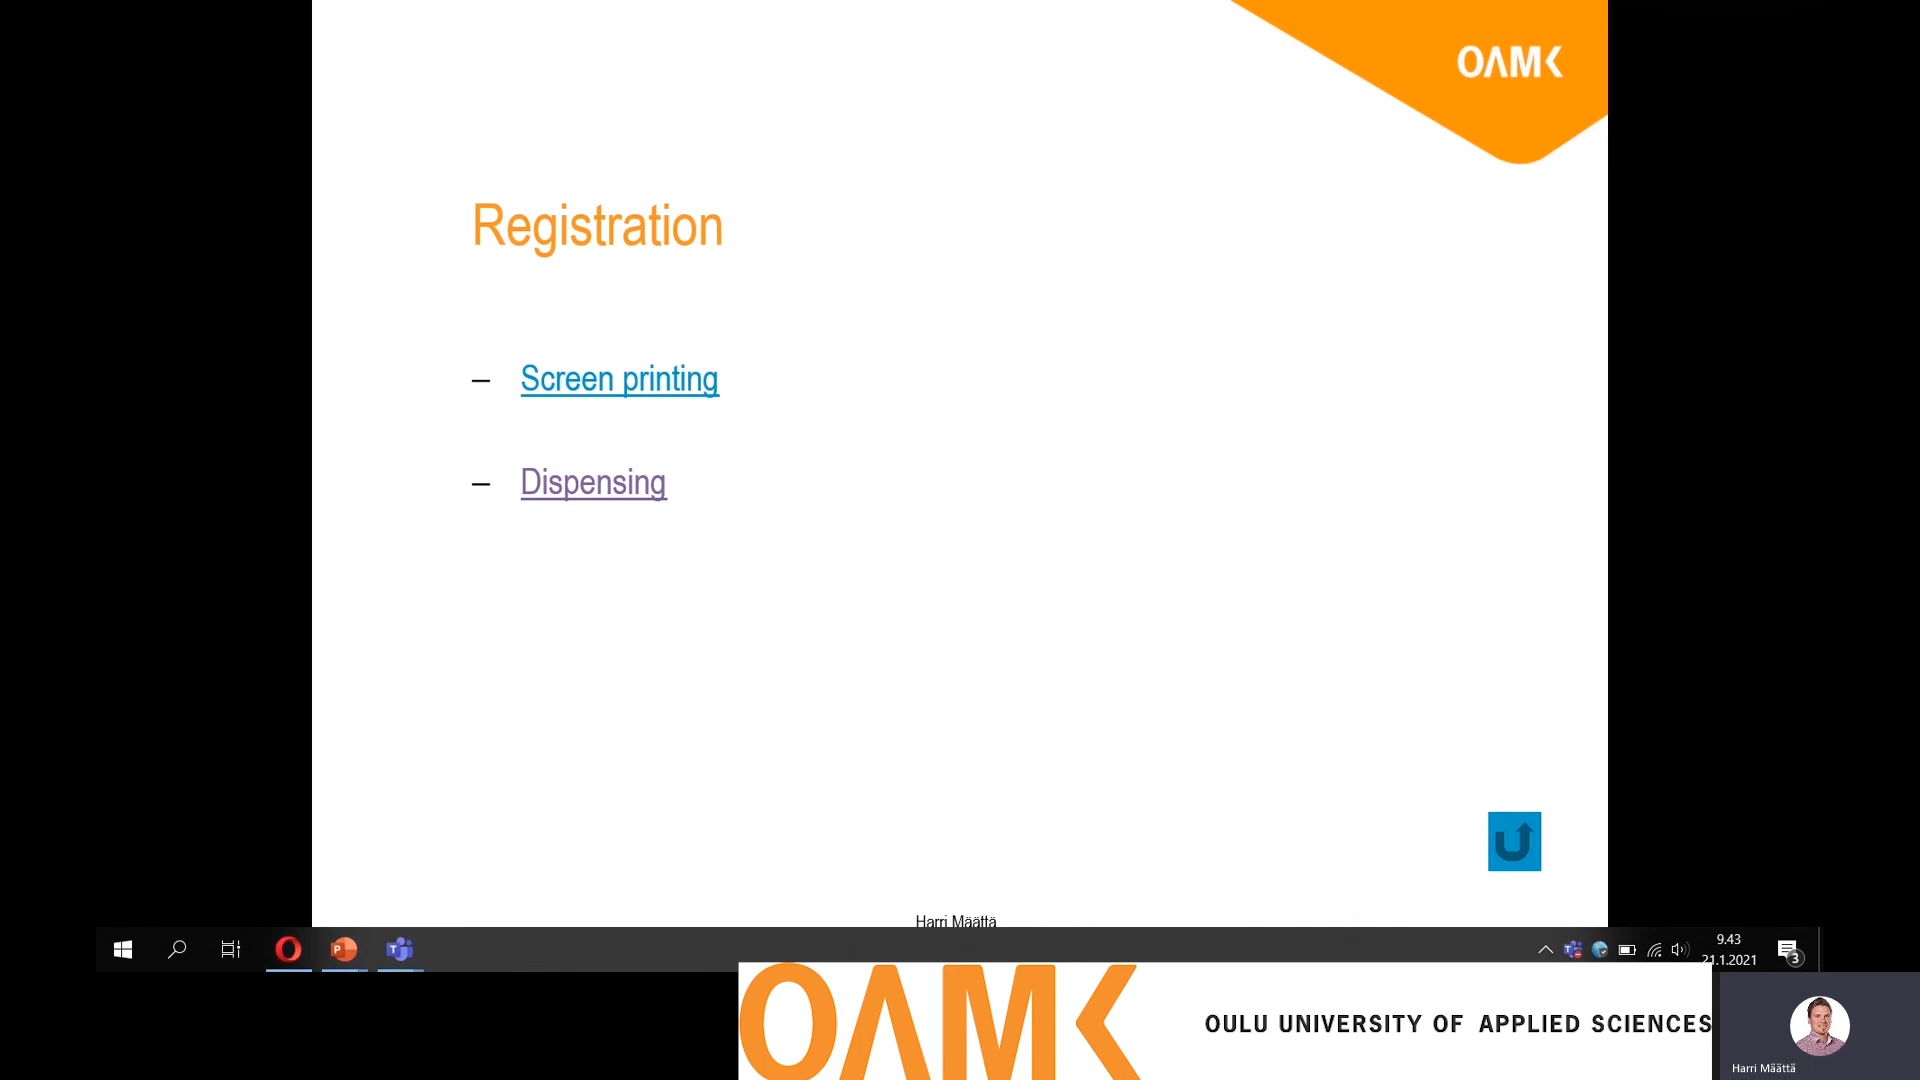 OAMK
Registration
– Screen printing
– Dispensing
Harri Määttä
9.43
21.1.2021
3
OAMK
OULU UNIVERSITY OF APPLIED SCIENCES
Harri Määttä